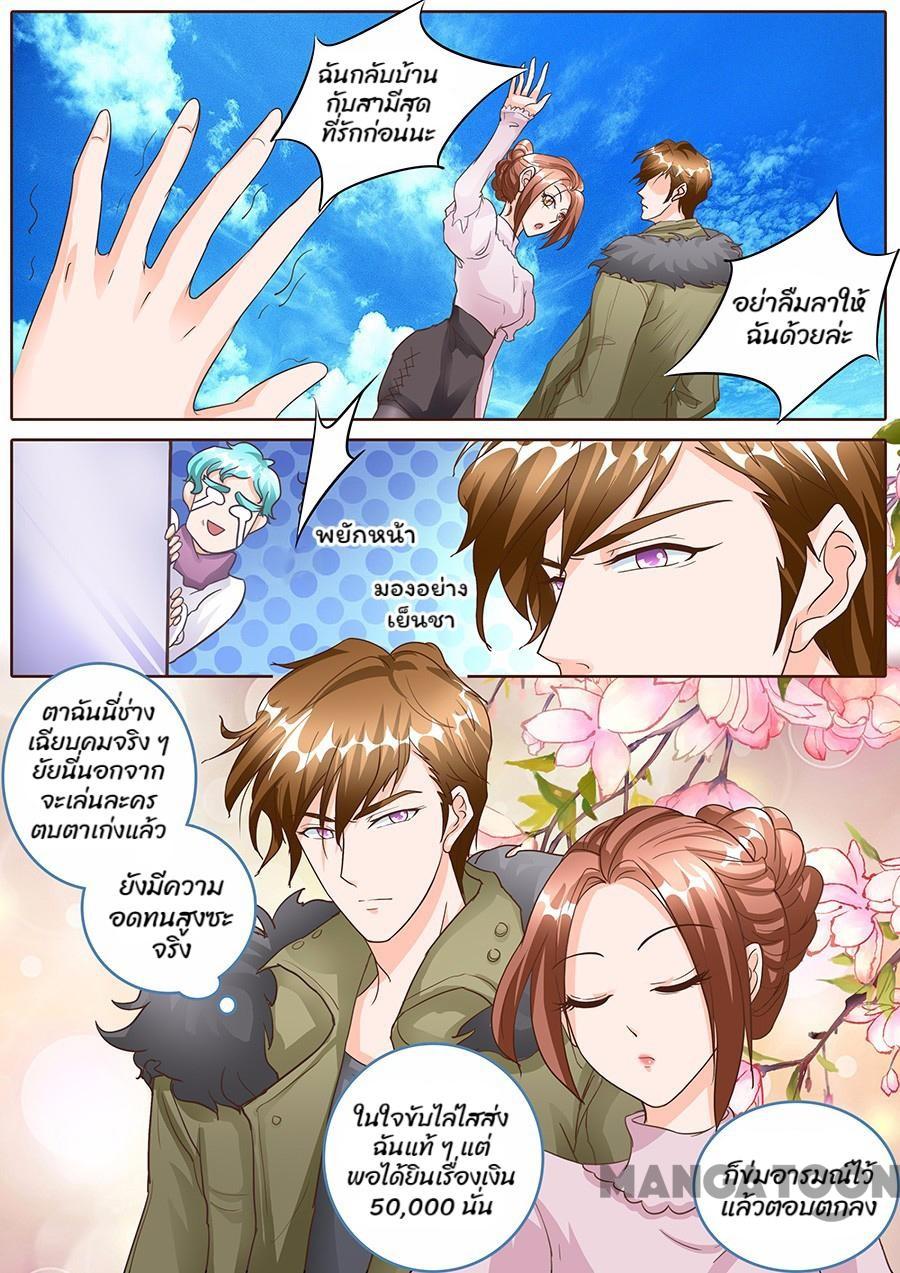 ฉันกลับบ้าน
กับสามีสุด
ที่รักก่อนนะ
อย่าลืมลาให้
ฉันด้วยล่ะ
พยักหน้า
มองอย่าง
เย็นชา
ตาฉันนี่ช่าง
เฉียบคมจริง ๆ
ยัยนี่นอกจาก
จะเล่นละคร
ตบตาเก่งแล้ว
ยังมีความ
อดทนสูงซะ
จริง
ในใจขับไล่ไสส่ง
ฉันแท้ ๆ แต่
พอได้ยินเรื่องเงิน
50,000 นั่น
ก็ข่มอารมณ์ไว้
แล้วตอบตกลง
MANGATOON